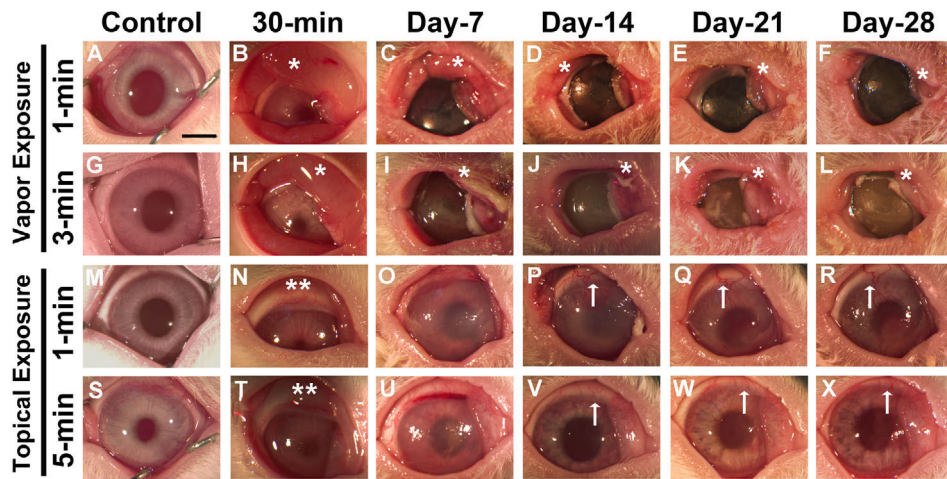 Control 30-min Day-7 Day-14 Day-21 Day-28
Vapor Exposure
1-min
A B * C * D * E * F *
3-min
G H * I * J * K * L *
Topical Exposure
1-min
M N ** O P ↑ Q ↑ R ↑
5-min
S T ** U V ↑ W ↑ X ↑